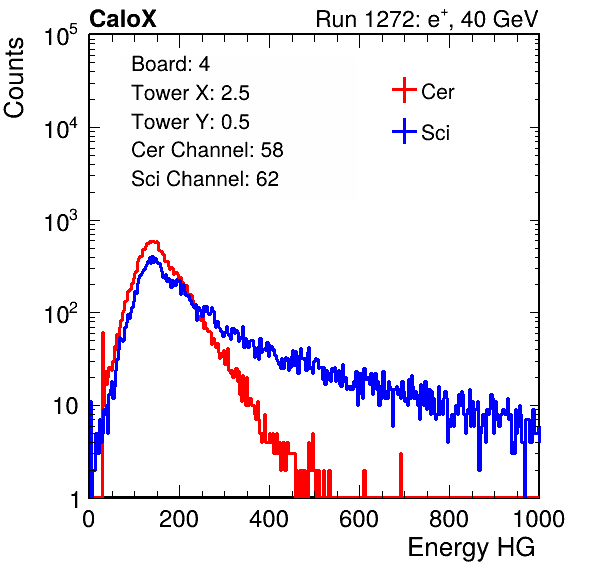 CaloX Run 1272: e⁺, 40 GeV
Counts
10⁵
10⁴
10³
10²
10
1
Board: 4
Tower X: 2.5
Tower Y: 0.5
Cer Channel: 58
Sci Channel: 62
Cer
Sci
0 200 400 600 800 1000
Energy HG